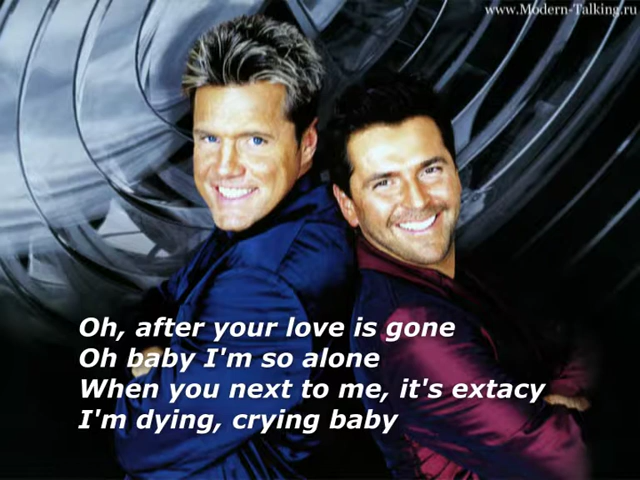 www.Modern-Talking.ru
Oh, after your love is gone
Oh baby I'm so alone
When you next to me, it's extacy
I'm dying, crying baby